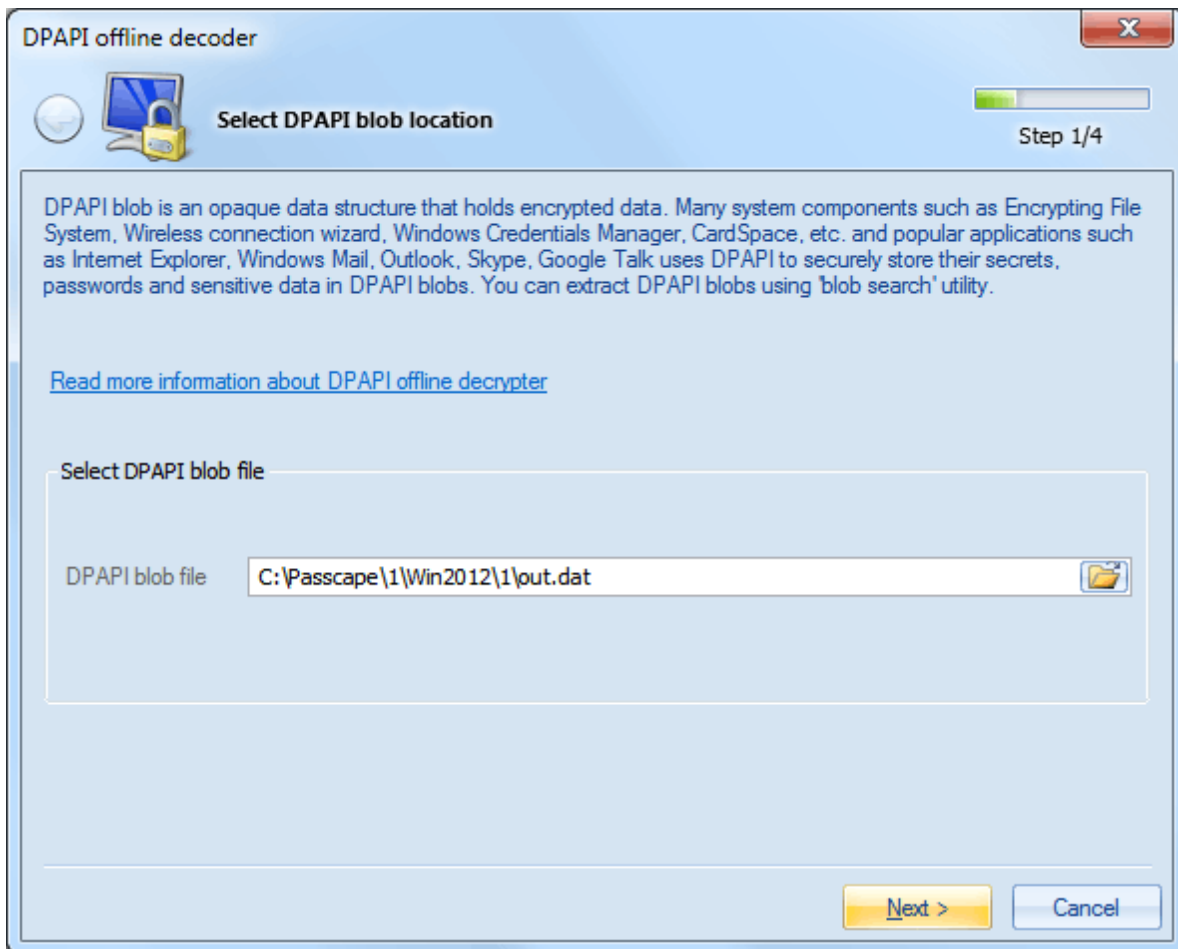 DPAPI offline decoder
X
Select DPAPI blob location
Step 1/4
DPAPI blob is an opaque data structure that holds encrypted data. Many system components such as Encrypting File
System, Wireless connection wizard, Windows Credentials Manager, CardSpace, etc. and popular applications such
as Internet Explorer, Windows Mail, Outlook, Skype, Google Talk uses DPAPI to securely store their secrets,
passwords and sensitive data in DPAPI blobs. You can extract DPAPI blobs using 'blob search' utility.
Read more information about DPAPI offline decrypter
Select DPAPI blob file
DPAPI blob file
C:\Passcape\1\Win2012\1\out.dat
Next >
Cancel